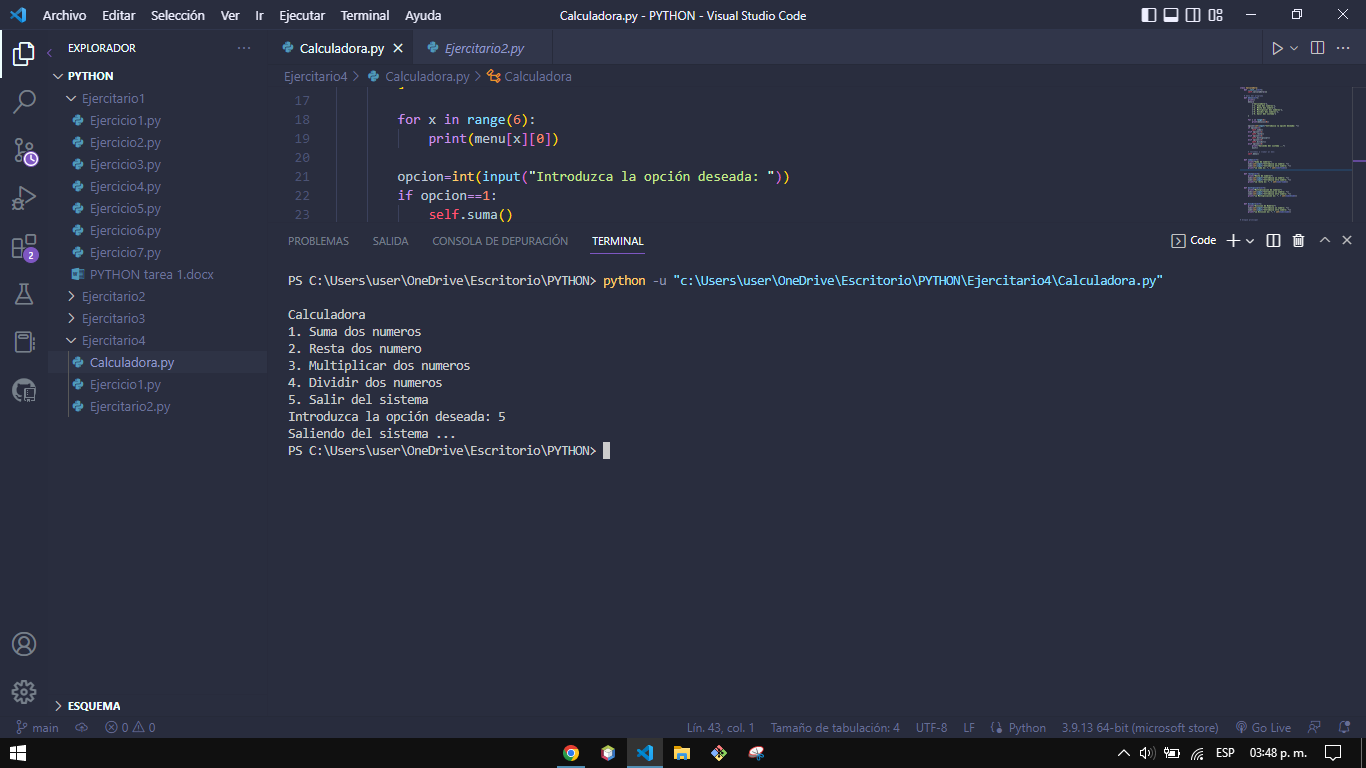 Archivo Editar Selección Ver Ir Ejecutar Terminal Ayuda
Calculadora.py - PYTHON - Visual Studio Code
EXPLORADOR
PYTHON
Ejercitario1
Ejercicio1.py
Ejercicio2.py
Ejercicio3.py
Ejercicio4.py
Ejercicio5.py
Ejercicio6.py
Ejercicio7.py
PYTHON tarea 1.docx
Ejercitario2
Ejercitario3
Ejercitario4
Calculadora.py
Ejercicio1.py
Ejercitario2.py
ESQUEMA
2
Calculadora.py Ejercitario2.py
Ejercitario4 > Calculadora.py > Calculadora
17
18 for x in range(6):
19 print(menu[x][0])
20
21 opcion=int(input("Introduzca la opción deseada: "))
22 if opcion==1:
23 self.suma()
PROBLEMAS SALIDA CONSOLA DE DEPURACIÓN TERMINAL
Code
PS C:\Users\user\OneDrive\Escritorio\PYTHON> python -u "c:\Users\user\OneDrive\Escritorio\PYTHON\Ejercitario4\Calculadora.py"
Calculadora
1. Suma dos numeros
2. Resta dos numero
3. Multiplicar dos numeros
4. Dividir dos numeros
5. Salir del sistema
Introduzca la opción deseada: 5
Saliendo del sistema ...
PS C:\Users\user\OneDrive\Escritorio\PYTHON>
main 0 0 Lín. 43, col. 1 Tamaño de tabulación: 4 UTF-8 LF Python 3.9.13 64-bit (microsoft store) Go Live
ESP 03:48 p. m.